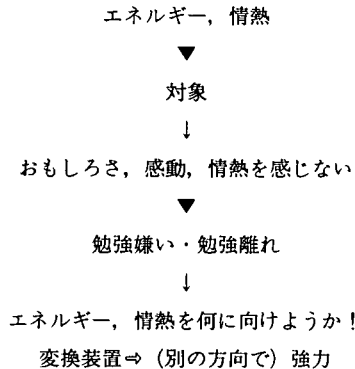 エネルギー，情熱
▼
対象
↓
おもしろさ，感動，情熱を感じない
▼
勉強嫌い・勉強離れ
↓
エネルギー，情熱を何に向けようか！
変換装置⇨（別の方向で）強力